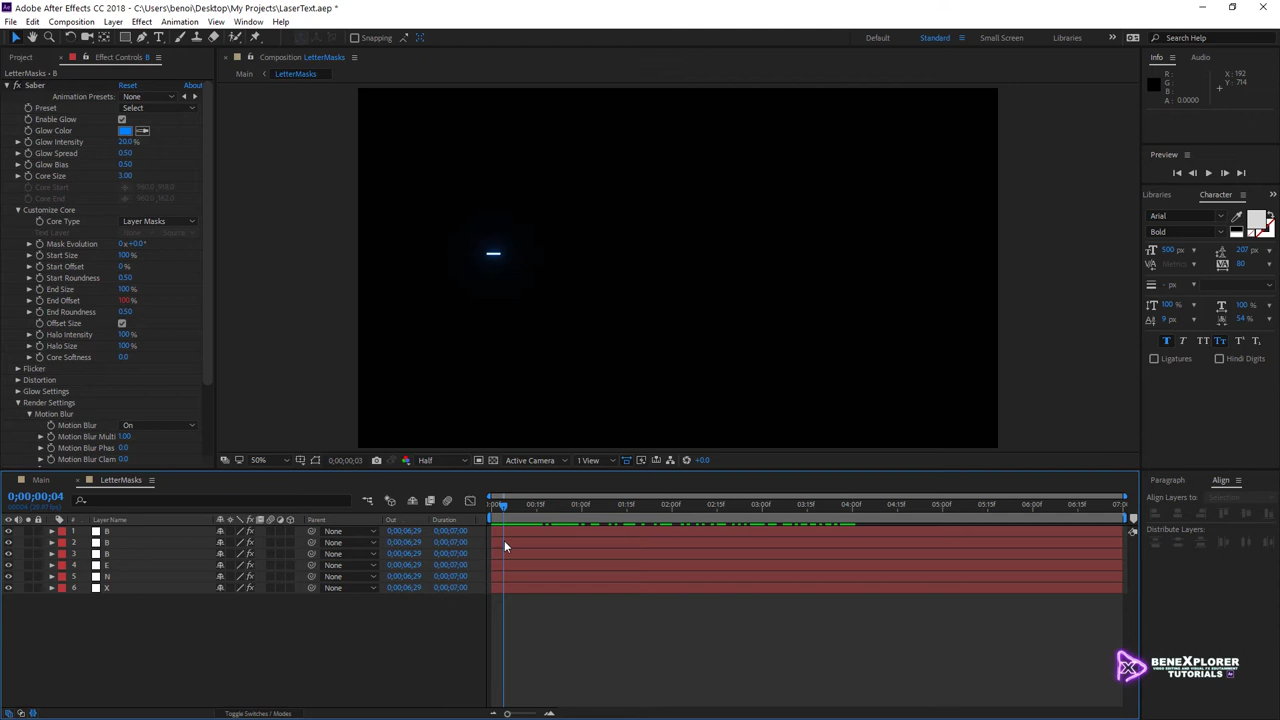 Adobe After Effects CC 2018 - C:\Users\benoi\Desktop\My Projects\LaserText.aep *
File Edit Composition Layer Effect Animation View Window Help
Snapping Default Standard Small Screen Libraries Search Help
Project Effect Controls B Composition LetterMasks Info Audio
LetterMasks • B Main LetterMasks
R: X: 192
G: Y: 714
B:
A: 0.0000
fx Saber Reset About
Animation Presets: None
Preset Select
Enable Glow
Glow Color
Glow Intensity 20.0 %
Glow Spread 0.50
Glow Bias 0.50
Core Size 3.00
Core Start 960.0, 918.0
Core End 960.0, 162.0
Customize Core
Core Type Layer Masks
Text Layer None Source
Mask Evolution 0x+0.0°
Start Size 100 %
Start Offset 0 %
Start Roundness 0.50
End Size 100 %
End Offset 100 %
End Roundness 0.50
Offset Size
Halo Intensity 100 %
Halo Size 100 %
Core Softness 0.0
Flicker
Distortion
Glow Settings
Render Settings
Motion Blur
Motion Blur On
Motion Blur Multi 1.00
Motion Blur Phas 0.0
Motion Blur Clam 0.0
Preview
Libraries Character
Arial
Bold
500 px 207
Metrics 80
- px
100 % 100 %
9 px 54 %
Ligatures Hindi Digits
50% 0;00;00;03 Half Active Camera 1 View +0.0
Main LetterMasks
Paragraph Align
Align Layers to: Selection
Distribute Layers:
0;00;00;04
# Layer Name Parent Out Duration
1 B None 0;00;06;29 0;00;07;00
2 B None 0;00;06;29 0;00;07;00
3 B None 0;00;06;29 0;00;07;00
4 E None 0;00;06;29 0;00;07;00
5 N None 0;00;06;29 0;00;07;00
6 X None 0;00;06;29 0;00;07;00
00:15f 01:00f 01:15f 02:00f 02:15f 03:00f 03:15f 04:00f 04:15f 05:00f 05:15f 06:00f 06:15f
Toggle Switches / Modes
BENEXPLORER
TUTORIALS